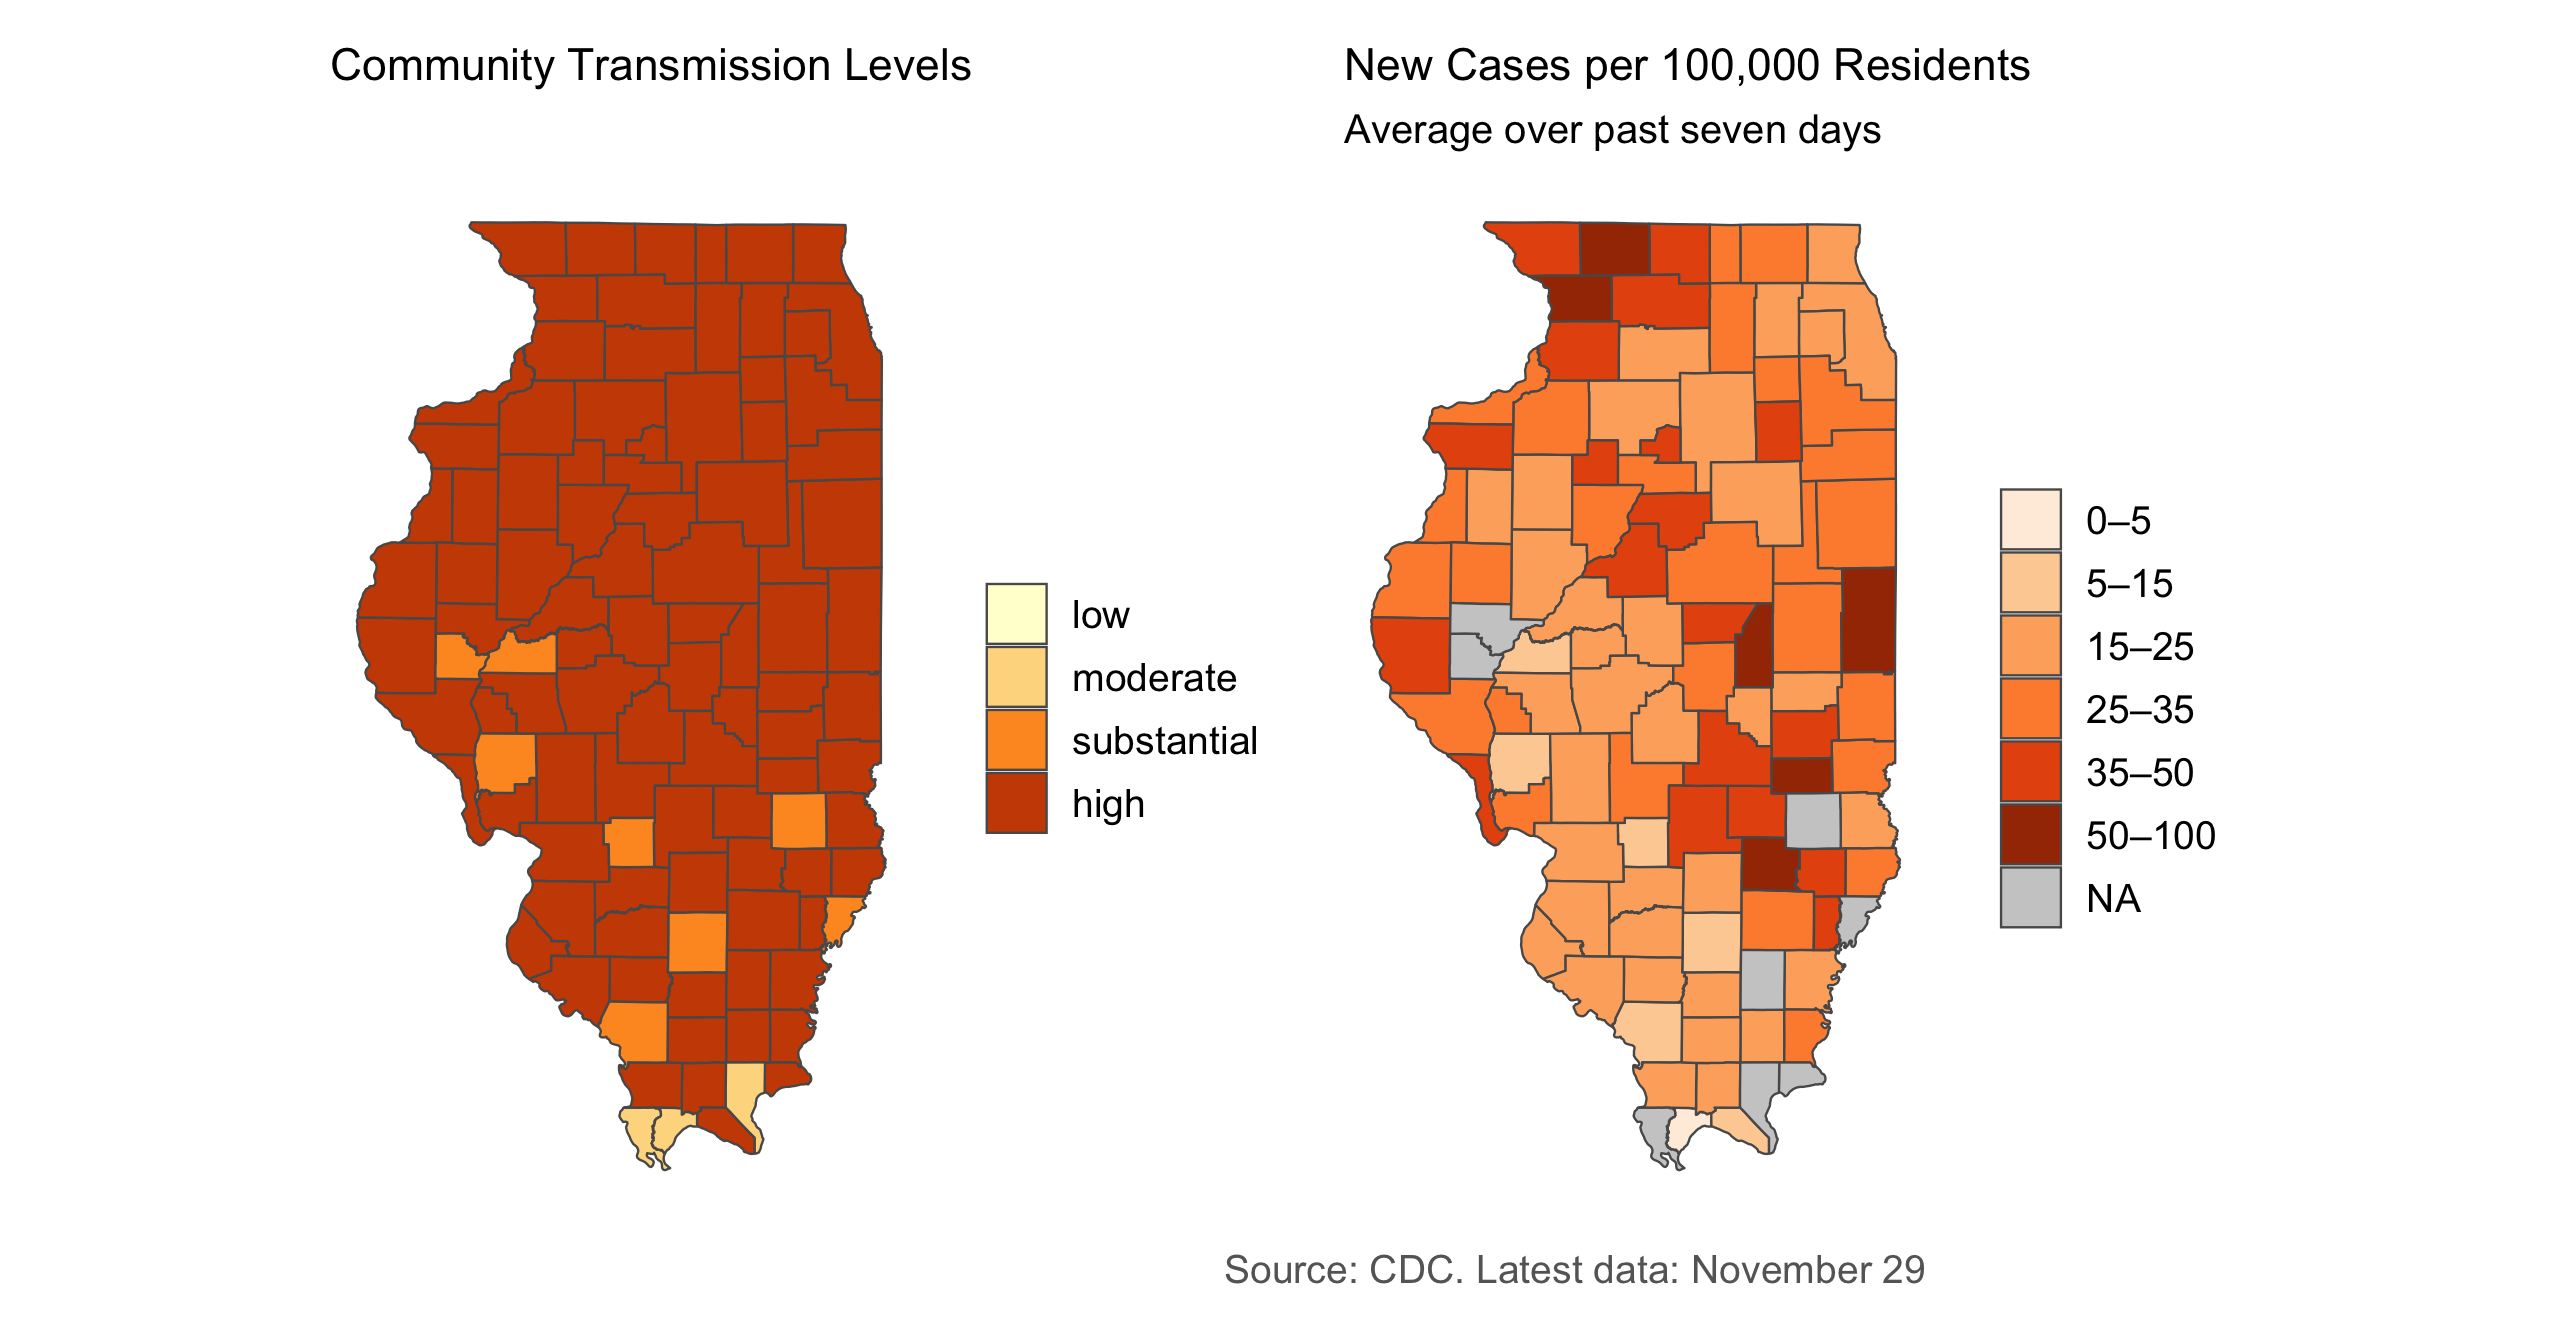 Community Transmission Levels
New Cases per 100,000 Residents
Average over past seven days
low
moderate
substantial
high
0–5
5–15
15–25
25–35
35–50
50–100
NA
Source: CDC. Latest data: November 29